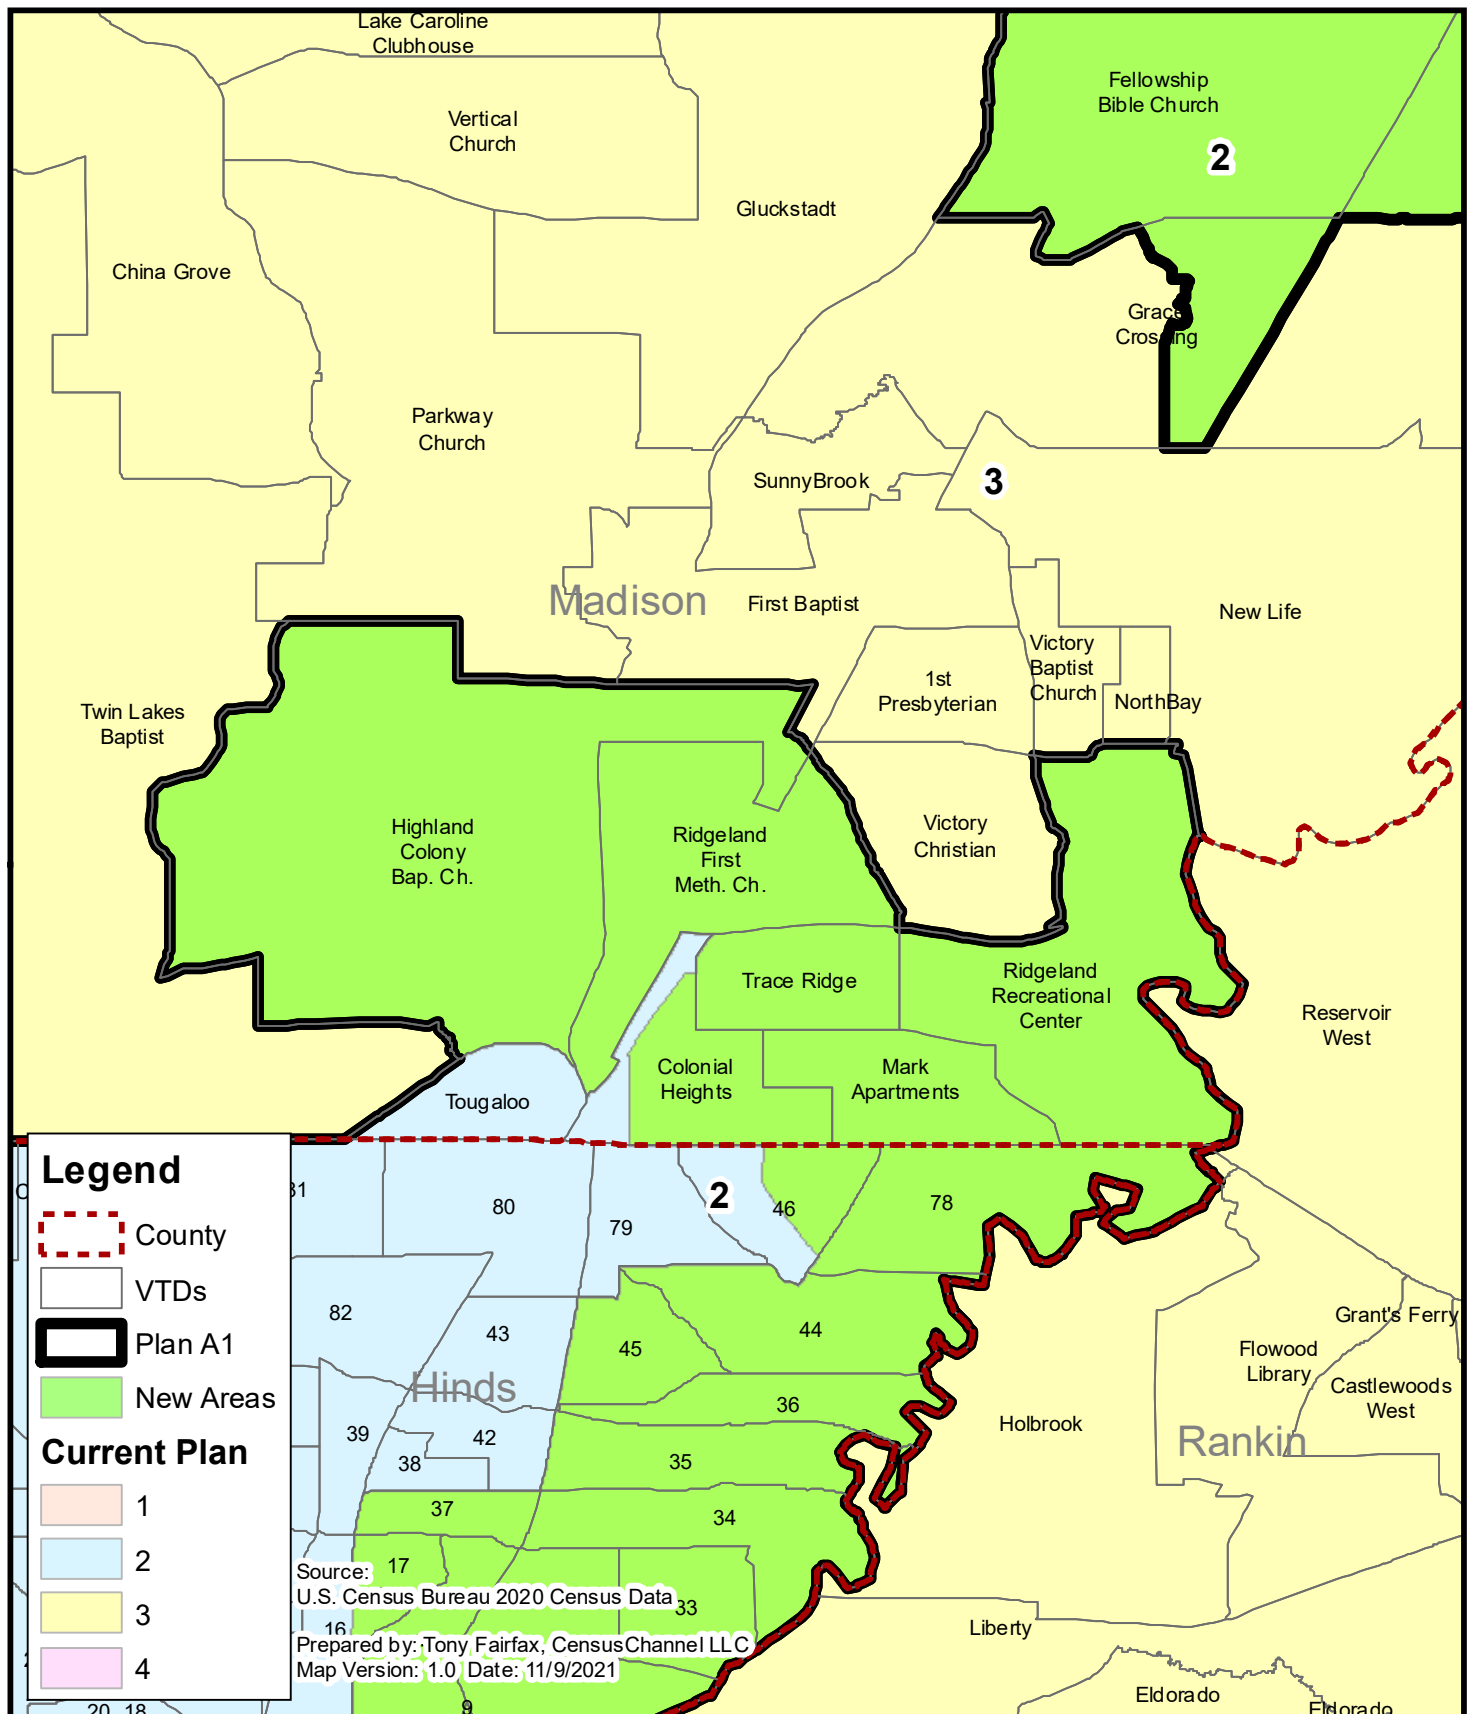 Lake Caroline
Clubhouse
Fellowship
Bible Church
Vertical
Church
2
Gluckstadt
China Grove
Grace
Crossing
Parkway
Church
SunnyBrook
3
Madison
First Baptist
New Life
Victory
Baptist
Church
1st
Presbyterian
NorthBay
Twin Lakes
Baptist
Highland
Colony
Bap. Ch.
Ridgeland
First
Meth. Ch.
Victory
Christian
Trace Ridge
Ridgeland
Recreational
Center
Reservoir
West
Colonial
Heights
Mark
Apartments
Tougaloo
80
79
2
46
78
82
43
45
44
Grant's Ferry
Flowood
Library
Hinds
36
Castlewoods
West
39
42
38
35
Holbrook
Rankin
37
34
17
33
16
Liberty
Eldorado
Eldorado
20
18
9
Legend
County
VTDs
Plan A1
New Areas
Current Plan
1
2
3
4
Source:
U.S. Census Bureau 2020 Census Data
Prepared by: Tony Fairfax, CensusChannel LLC
Map Version: 1.0 Date: 11/9/2021